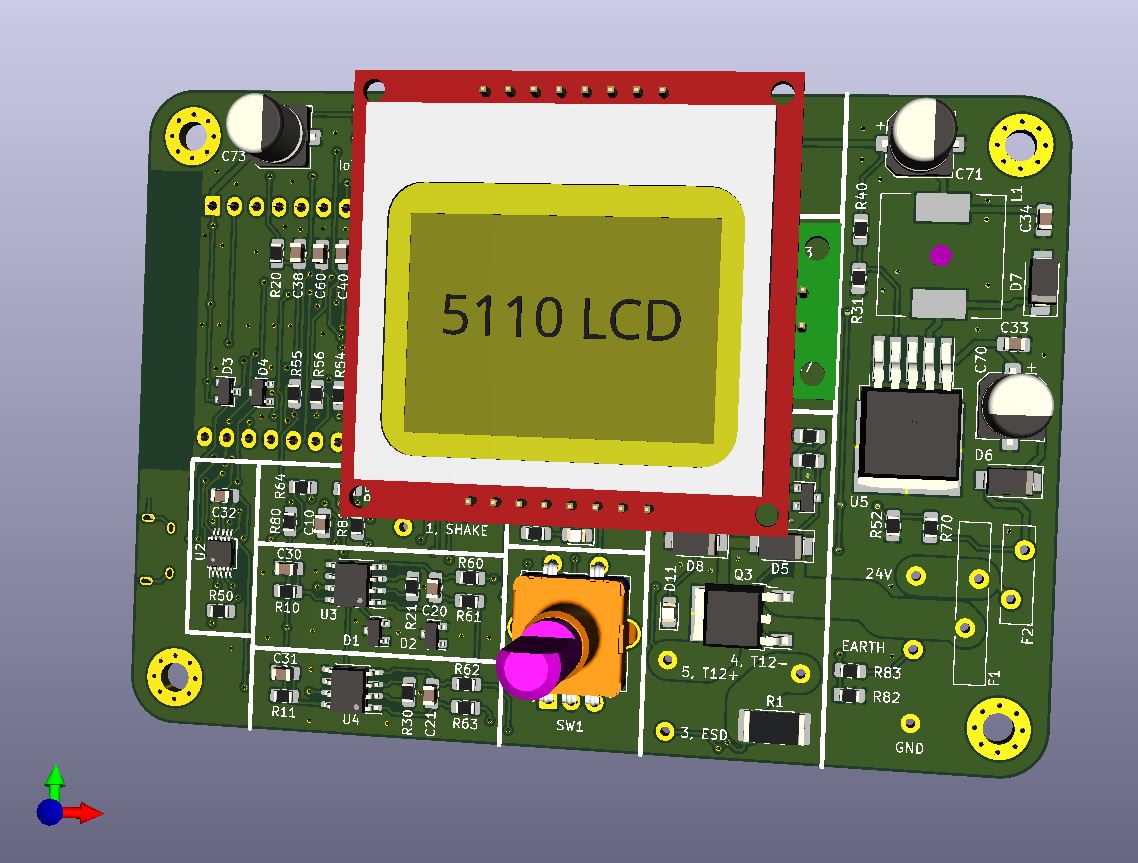 C73
Io
+
C71
L1
C34
R40
R20
C38
C60
C40
3
7
R31
D7
C33
C70
+
5110 LCD
D3
D4
R55
R56
R54
D6
U5
R52
R70
C32
U2
R50
R64
R80
C10
1, SHAKE
C30
R10
U3
R21
C20
R60
R61
D1
D2
C31
R11
U4
R30
C21
R62
R63
SW1
D8
D5
D11
Q3
4, T12-
5, T12+
3, ESD
R1
24V
EARTH
R83
R82
GND
F1
F2